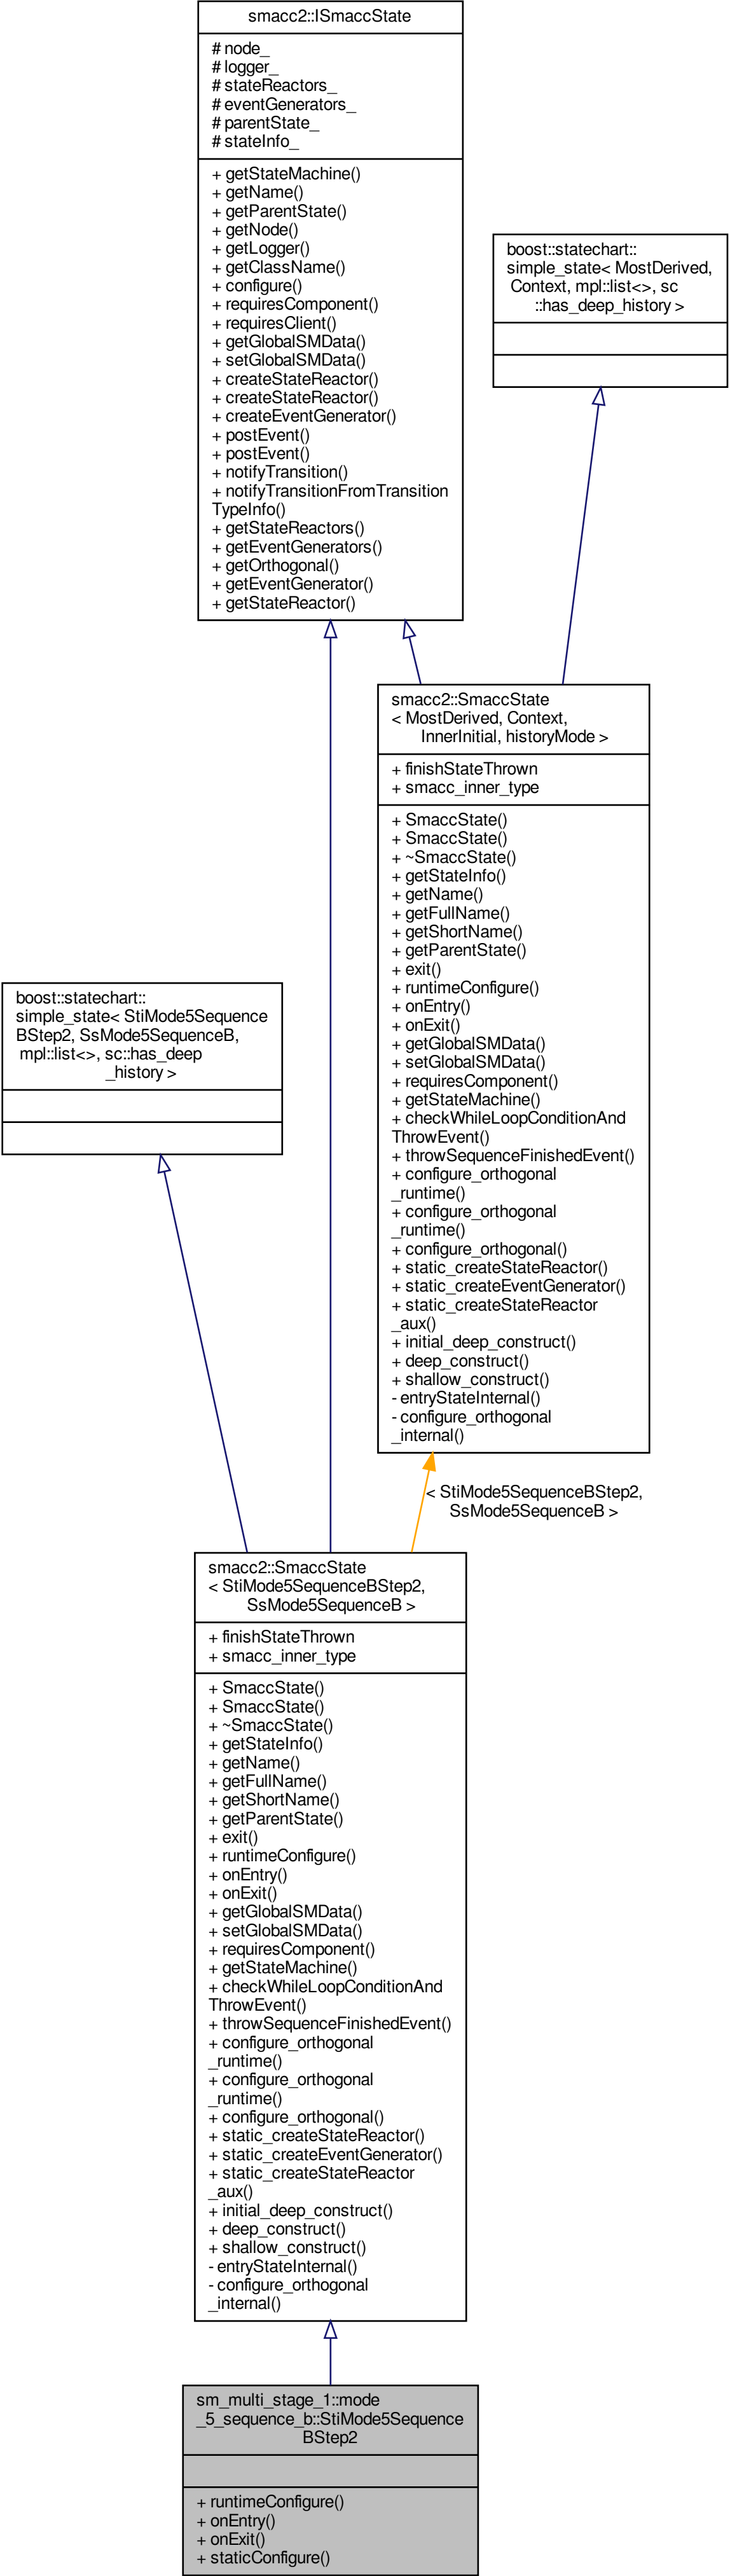 smacc2::ISmaccState
# node_
# logger_
# stateReactors_
# eventGenerators_
# parentState_
# stateInfo_
+ getStateMachine()
+ getName()
+ getParentState()
+ getNode()
+ getLogger()
+ getClassName()
+ configure()
+ requiresComponent()
+ requiresClient()
+ getGlobalSMData()
+ setGlobalSMData()
+ createStateReactor()
+ createStateReactor()
+ createEventGenerator()
+ postEvent()
+ postEvent()
+ notifyTransition()
+ notifyTransitionFromTransition
TypeInfo()
+ getStateReactors()
+ getEventGenerators()
+ getOrthogonal()
+ getEventGenerator()
+ getStateReactor()
boost::statechart::
simple_state< MostDerived,
Context, mpl::list<>, sc
::has_deep_history >
smacc2::SmaccState
< MostDerived, Context,
InnerInitial, historyMode >
+ finishStateThrown
+ smacc_inner_type
+ SmaccState()
+ SmaccState()
+ ~SmaccState()
+ getStateInfo()
+ getName()
+ getFullName()
+ getShortName()
+ getParentState()
+ exit()
+ runtimeConfigure()
+ onEntry()
+ onExit()
+ getGlobalSMData()
+ setGlobalSMData()
+ requiresComponent()
+ getStateMachine()
+ checkWhileLoopConditionAnd
ThrowEvent()
+ throwSequenceFinishedEvent()
+ configure_orthogonal
_runtime()
+ configure_orthogonal
_runtime()
+ configure_orthogonal()
+ static_createStateReactor()
+ static_createEventGenerator()
+ static_createStateReactor
_aux()
+ initial_deep_construct()
+ deep_construct()
+ shallow_construct()
- entryStateInternal()
- configure_orthogonal
_internal()
boost::statechart::
simple_state< StiMode5Sequence
BStep2, SsMode5SequenceB,
mpl::list<>, sc::has_deep
_history >
< StiMode5SequenceBStep2,
SsMode5SequenceB >
smacc2::SmaccState
< StiMode5SequenceBStep2,
SsMode5SequenceB >
+ finishStateThrown
+ smacc_inner_type
+ SmaccState()
+ SmaccState()
+ ~SmaccState()
+ getStateInfo()
+ getName()
+ getFullName()
+ getShortName()
+ getParentState()
+ exit()
+ runtimeConfigure()
+ onEntry()
+ onExit()
+ getGlobalSMData()
+ setGlobalSMData()
+ requiresComponent()
+ getStateMachine()
+ checkWhileLoopConditionAnd
ThrowEvent()
+ throwSequenceFinishedEvent()
+ configure_orthogonal
_runtime()
+ configure_orthogonal
_runtime()
+ configure_orthogonal()
+ static_createStateReactor()
+ static_createEventGenerator()
+ static_createStateReactor
_aux()
+ initial_deep_construct()
+ deep_construct()
+ shallow_construct()
- entryStateInternal()
- configure_orthogonal
_internal()
sm_multi_stage_1::mode
_5_sequence_b::StiMode5Sequence
BStep2
+ runtimeConfigure()
+ onEntry()
+ onExit()
+ staticConfigure()